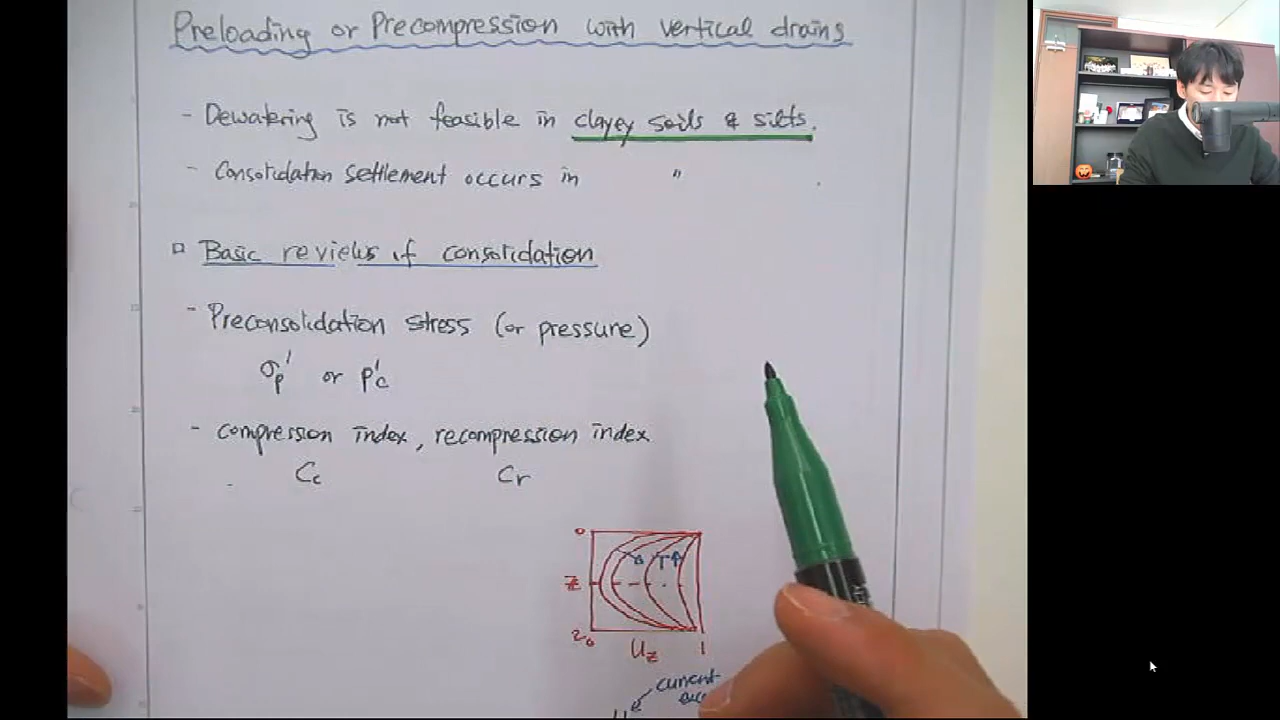 Preloading or Precompression with vertical drains
- Dewatering is not feasible in clayey soils & silts.
- Consolidation settlement occurs in "
□ Basic reviews of consolidation
- Preconsolidation stress (or pressure)
σp' or p'c
- compression index, recompression index
Cc Cr
0
Z
T↑
2.0
Uz 1
current